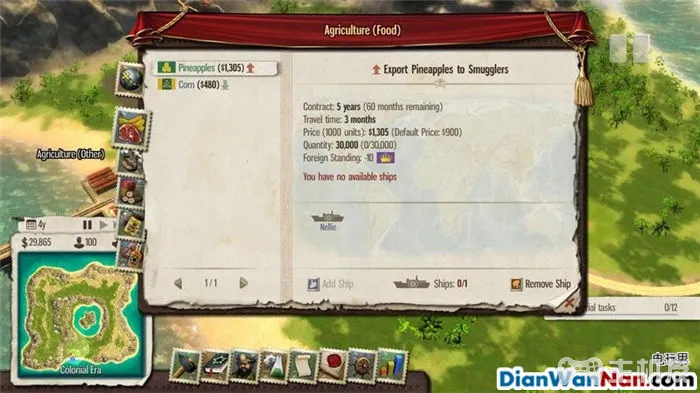 Agriculture (Food)
Pineapples ($1,305)
Corn ($480)
Export Pineapples to Smugglers
Contract: 5 years (60 months remaining)
Travel time: 3 months
Price (1000 units): $1,305 (Default Price: $900)
Quantity: 30,000 (0/30,000)
Foreign Standing: -10
You have no available ships
Nellie
Agriculture (Other)
1/1
Add Ship
Ships: 0/1
Remove Ship
4y
$29,865
100
Colonial Era
ial tasks
0/12
电玩男
DianWanNan.com